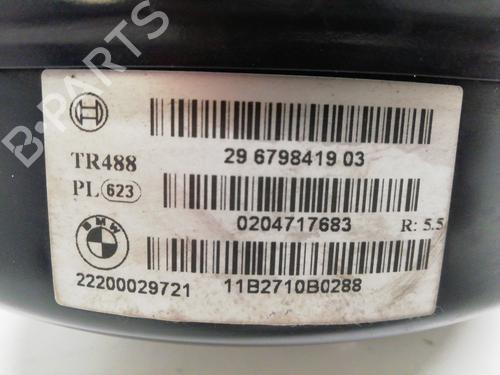 B-PARTS
29 6798419 03
TR488
PL 623
0204717683
R: 5.5
BMW
22200029721
11B2710B0288